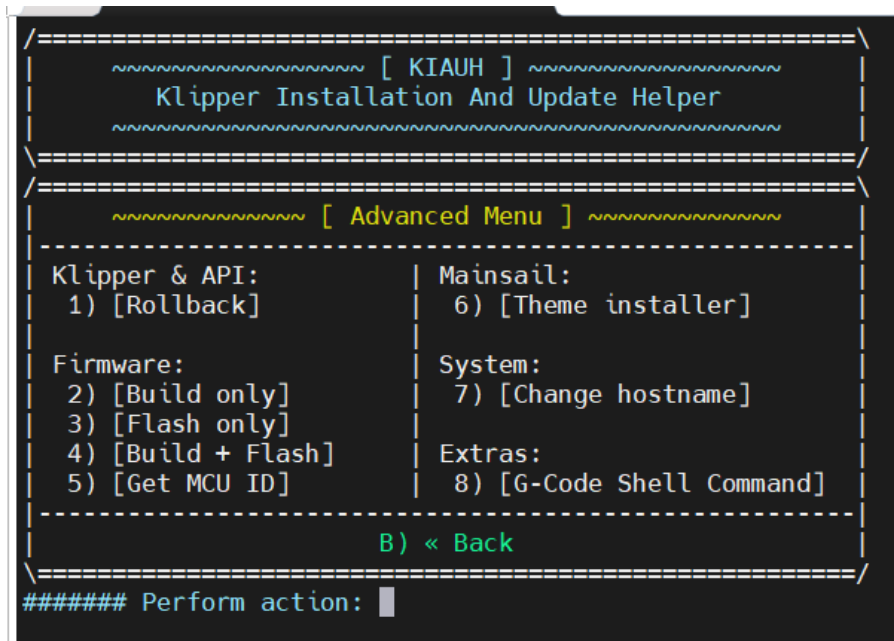 /=======================================================\
| ~~~~~~~~~~~~~~~~~ [ KIAUH ] ~~~~~~~~~~~~~~~~~ |
| Klipper Installation And Update Helper |
| ~~~~~~~~~~~~~~~~~~~~~~~~~~~~~~~~~~~~~~~~~~~~~ |
\=======================================================/
/=======================================================\
| ~~~~~~~~~~~~~ [ Advanced Menu ] ~~~~~~~~~~~~~ |
|-------------------------------------------------------|
| Klipper & API: | Mainsail: |
| 1) [Rollback] | 6) [Theme installer] |
| | |
| Firmware: | System: |
| 2) [Build only] | 7) [Change hostname] |
| 3) [Flash only] | |
| 4) [Build + Flash] | Extras: |
| 5) [Get MCU ID] | 8) [G-Code Shell Command] |
|-------------------------------------------------------|
| B) « Back |
\=======================================================/
####### Perform action: